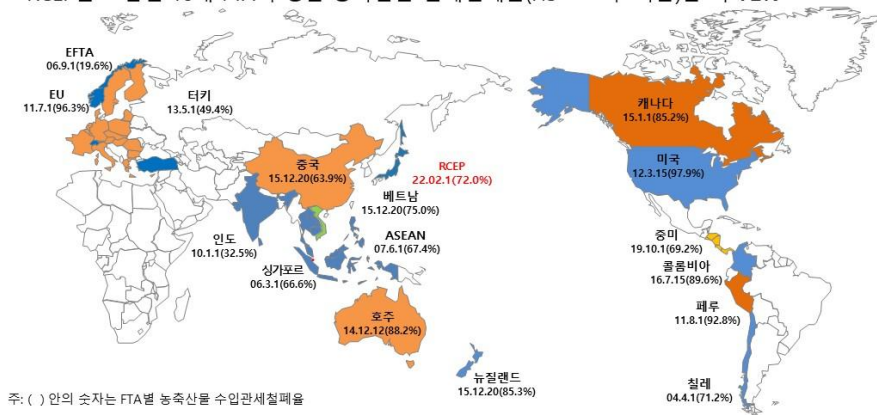 EFTA
06.9.1(19.6%)
EU
11.7.1(96.3%)
터키
13.5.1(49.4%)
중국
15.12.20(63.9%)
RCEP
22.02.1(72.0%)
베트남
15.12.20(75.0%)
인도
10.1.1(32.5%)
ASEAN
07.6.1(67.4%)
싱가포르
06.3.1(66.6%)
호주
14.12.12(88.2%)
뉴질랜드
15.12.20(85.3%)
캐나다
15.1.1(85.2%)
미국
12.3.15(97.9%)
중미
19.10.1(69.2%)
콜롬비아
16.7.15(89.6%)
페루
11.8.1(92.8%)
칠레
04.4.1(71.2%)
주: ( ) 안의 숫자는 FTA별 농축산물 수입관세철폐율